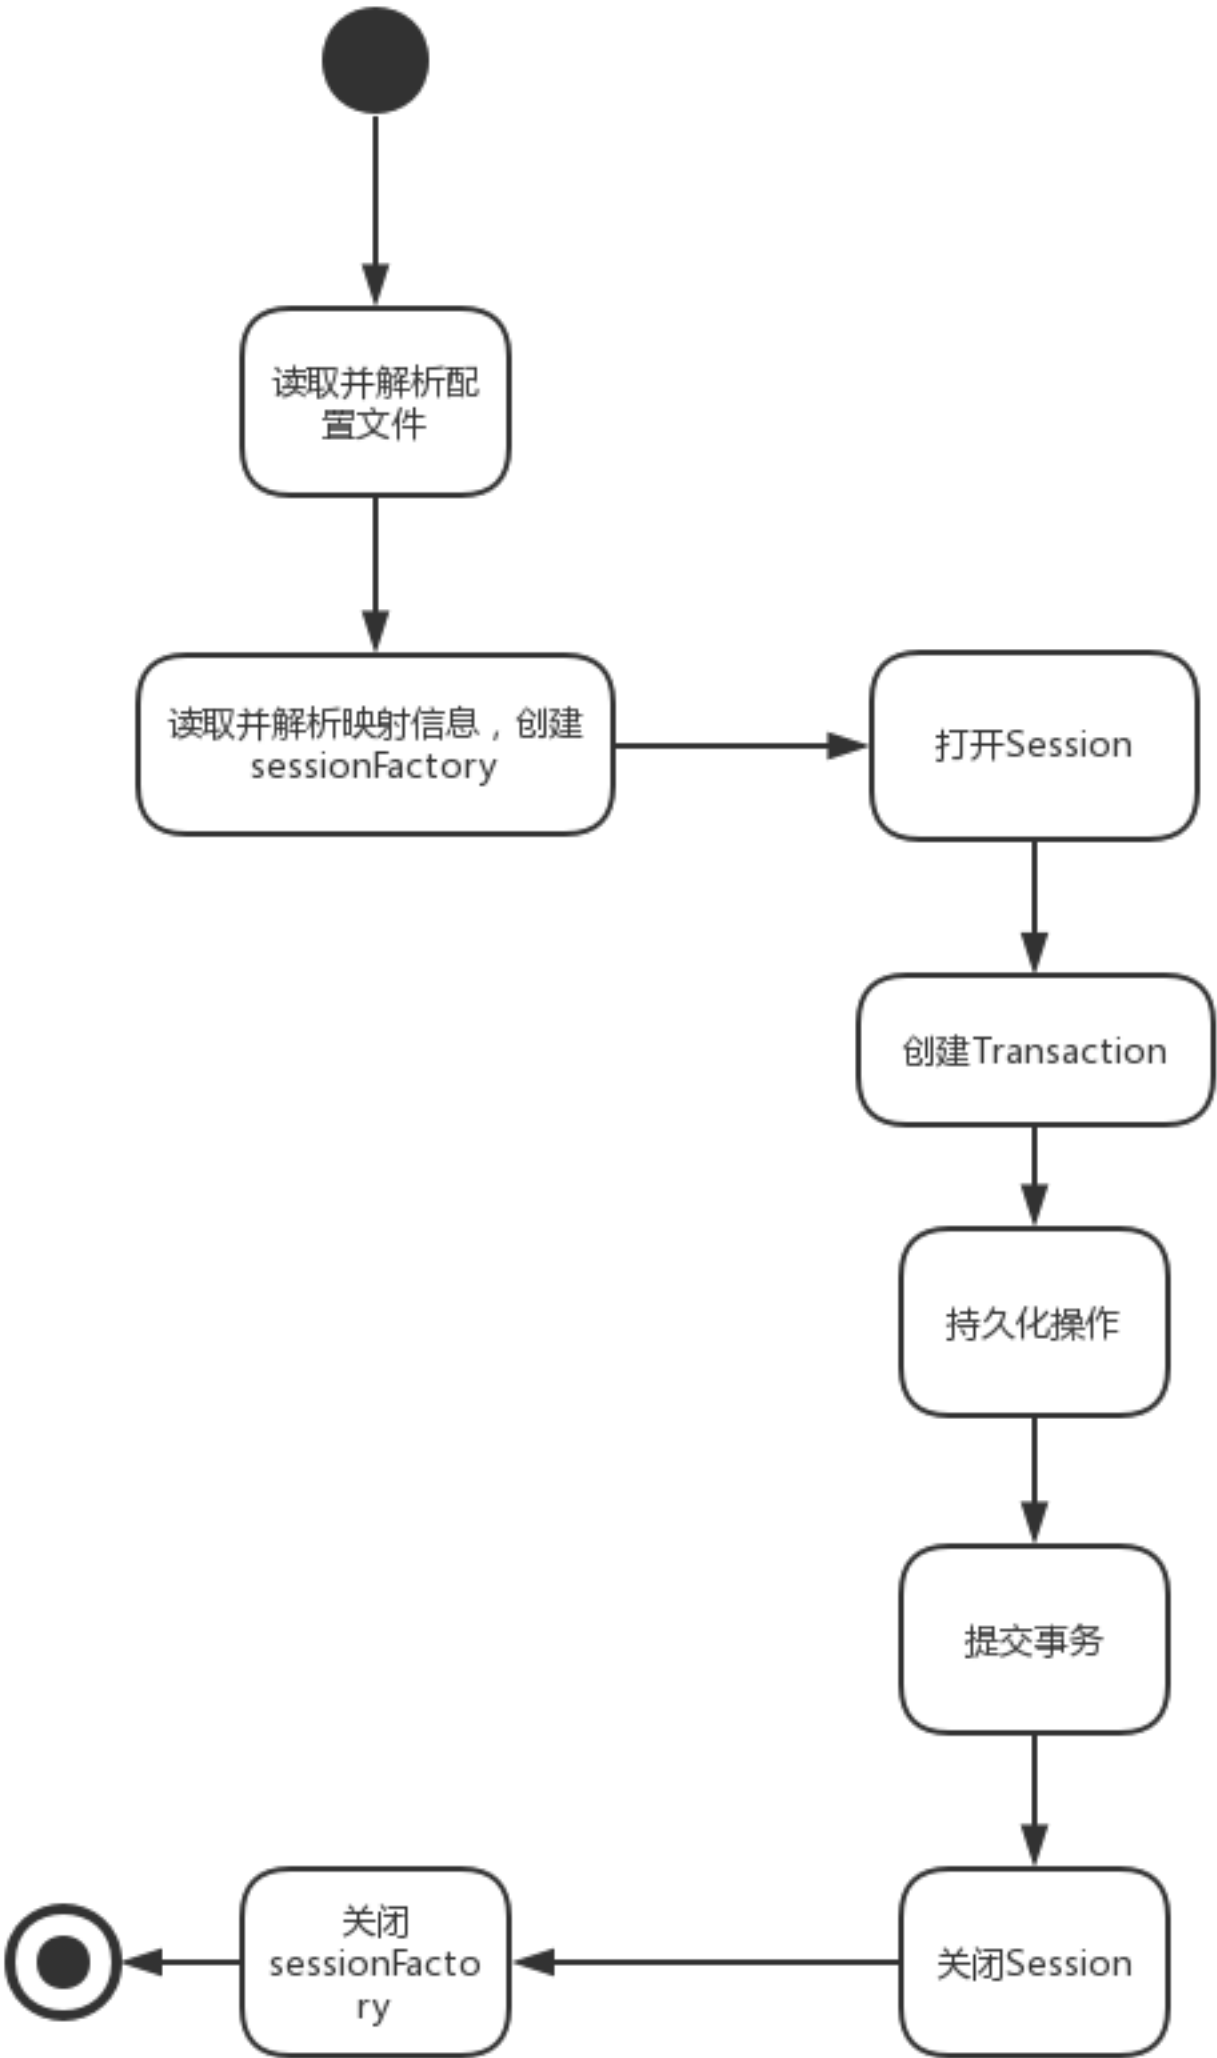 读取并解析配
置文件
读取并解析映射信息，创建
sessionFactory
打开Session
创建Transaction
持久化操作
提交事务
关闭Session
关闭
sessionFacto
ry